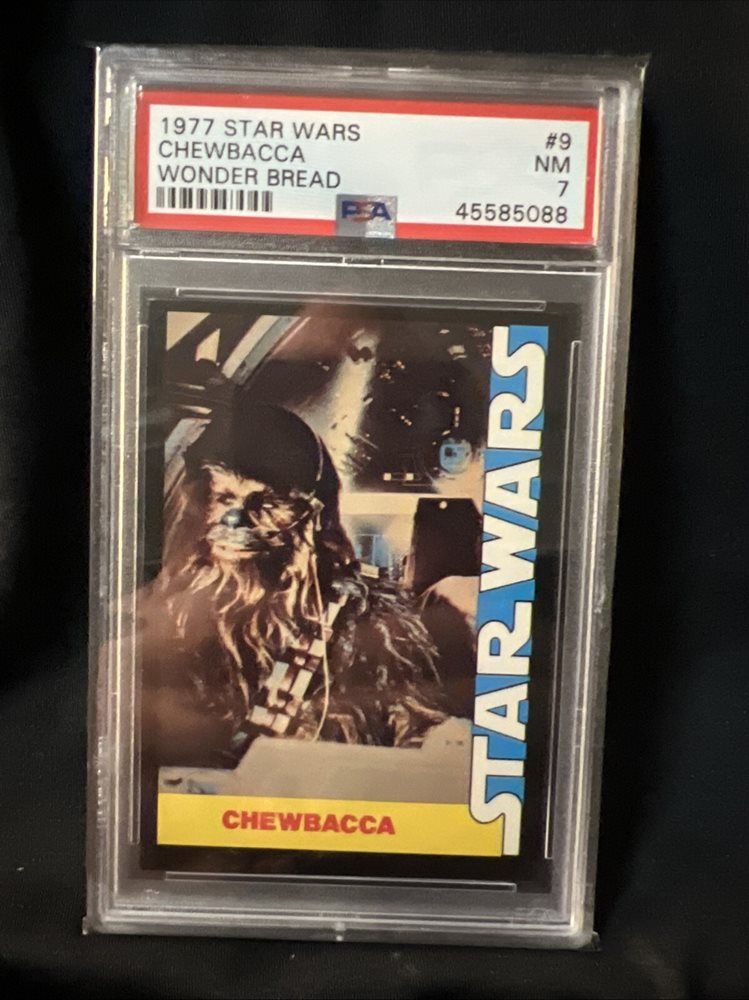 1977 STAR WARS #9
CHEWBACCA NM
WONDER BREAD 7
PSA 45585088
STAR WARS
CHEWBACCA